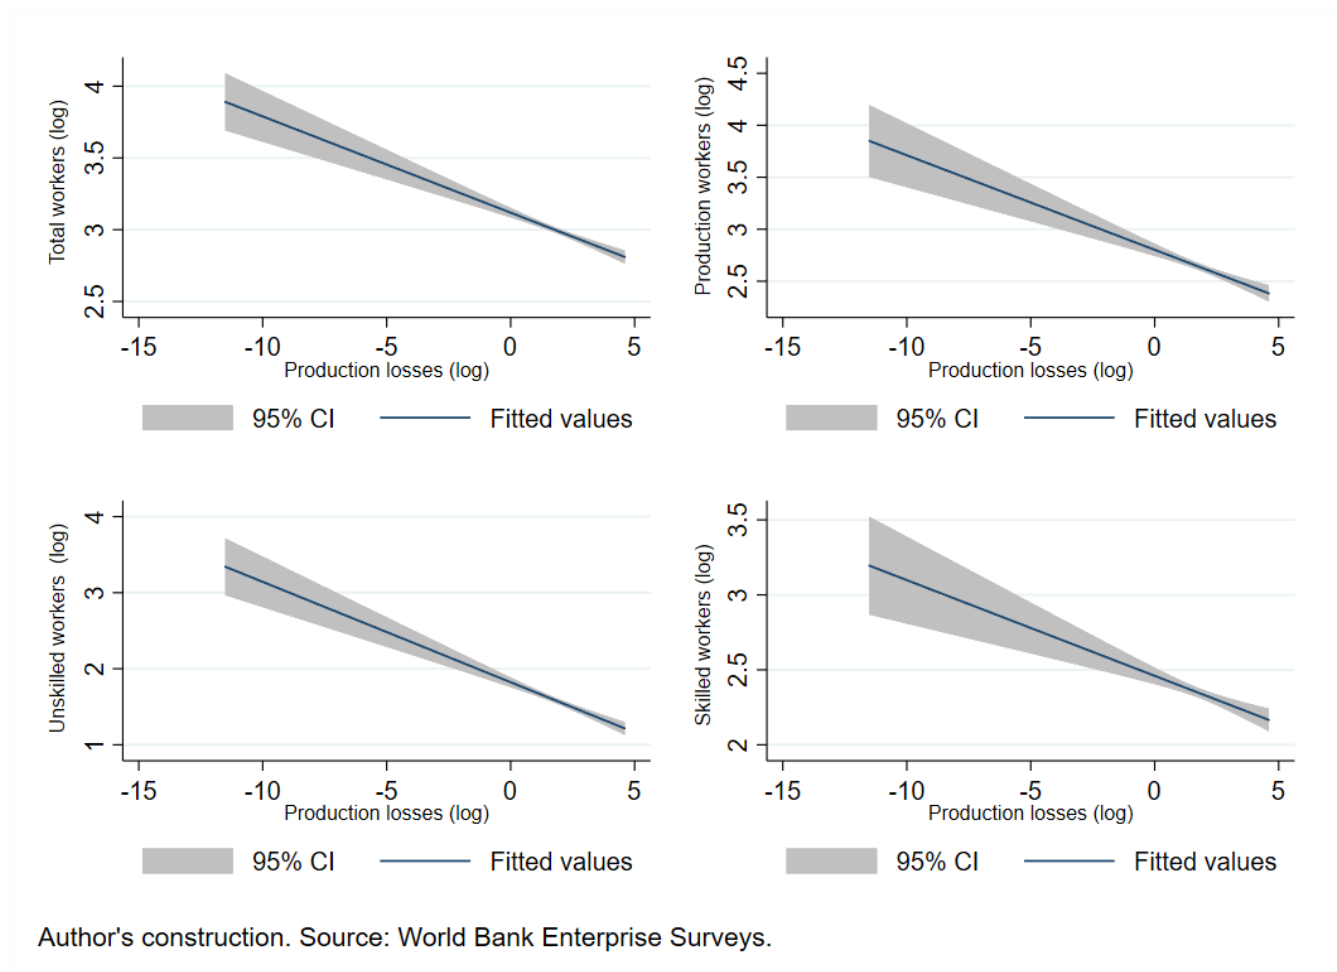 Total workers (log)
4
3.5
3
2.5
-15 -10 -5 0 5
Production losses (log)
95% CI Fitted values
Production workers (log)
4.5
4
3.5
3
2.5
-15 -10 -5 0 5
Production losses (log)
95% CI Fitted values
Unskilled workers (log)
4
3
2
1
-15 -10 -5 0 5
Production losses (log)
95% CI Fitted values
Skilled workers (log)
3.5
3
2.5
2
-15 -10 -5 0 5
Production losses (log)
95% CI Fitted values
Author's construction. Source: World Bank Enterprise Surveys.